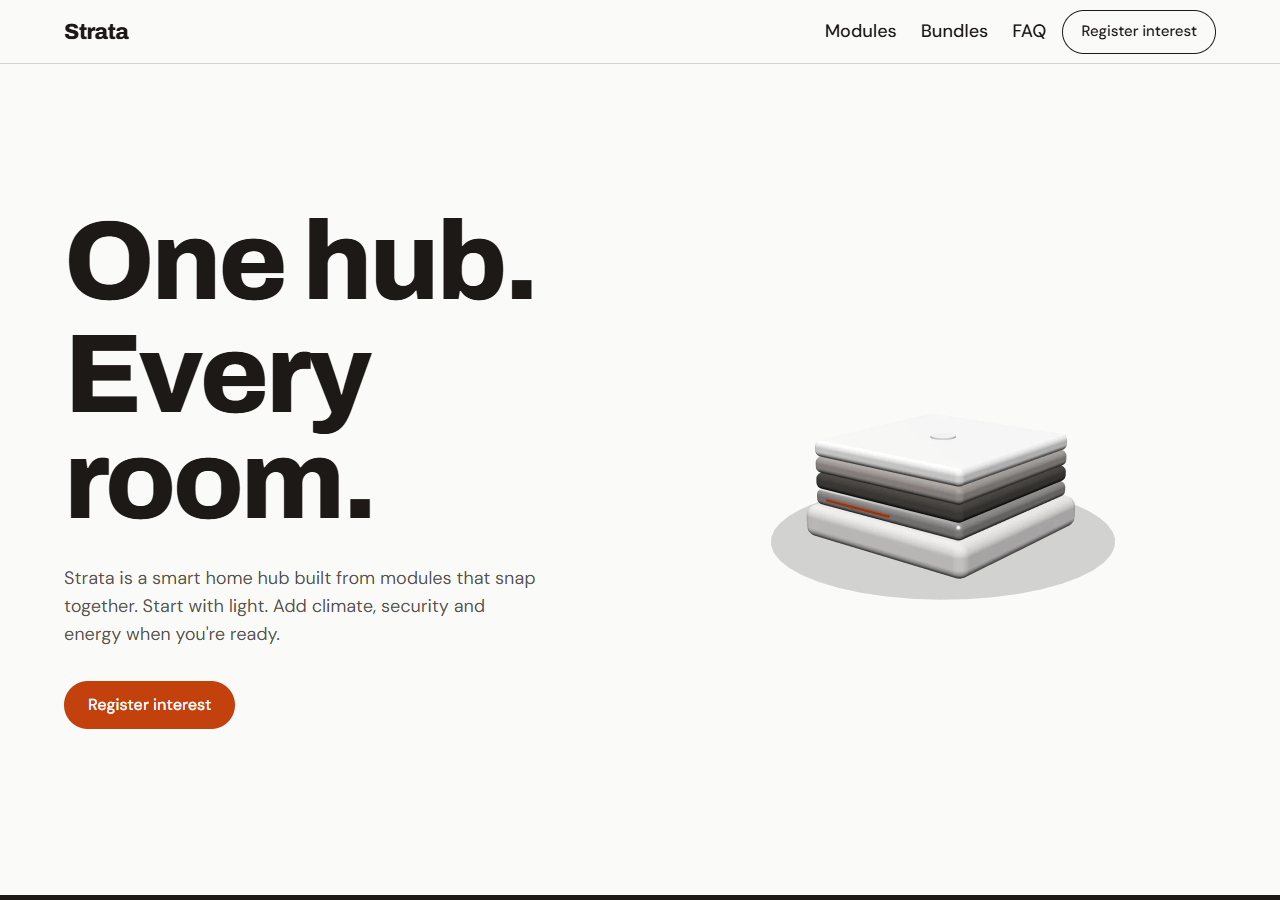 Strata
Modules
Bundles
FAQ
Register interest
One hub.
Every
room.
Strata is a smart home hub built from modules that snap
together. Start with light. Add climate, security and
energy when you're ready.
Register interest